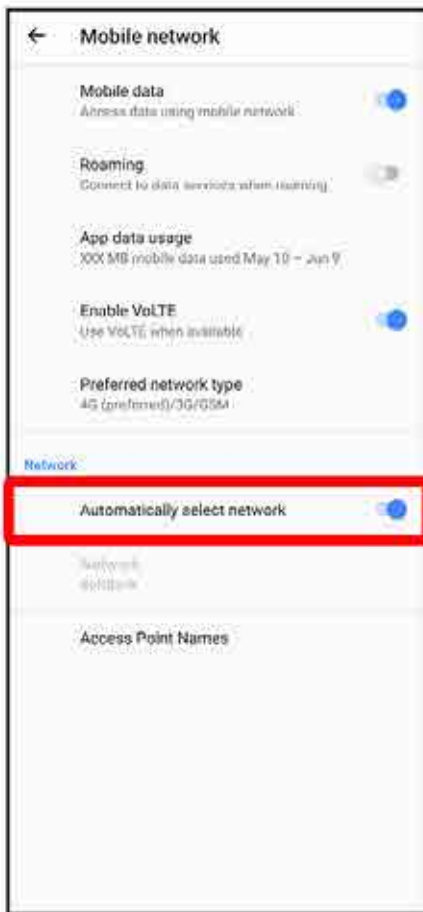 Mobile network
Mobile data
Access data using mobile network
Roaming
Connect to data services when roaming
App data usage
XXX MB mobile data used May 10 – Jun 9
Enable VoLTE
Use VoLTE when available
Preferred network type
4G (preferred)/3G/GSM
Network
Automatically select network
Network
SoftBank
Access Point Names